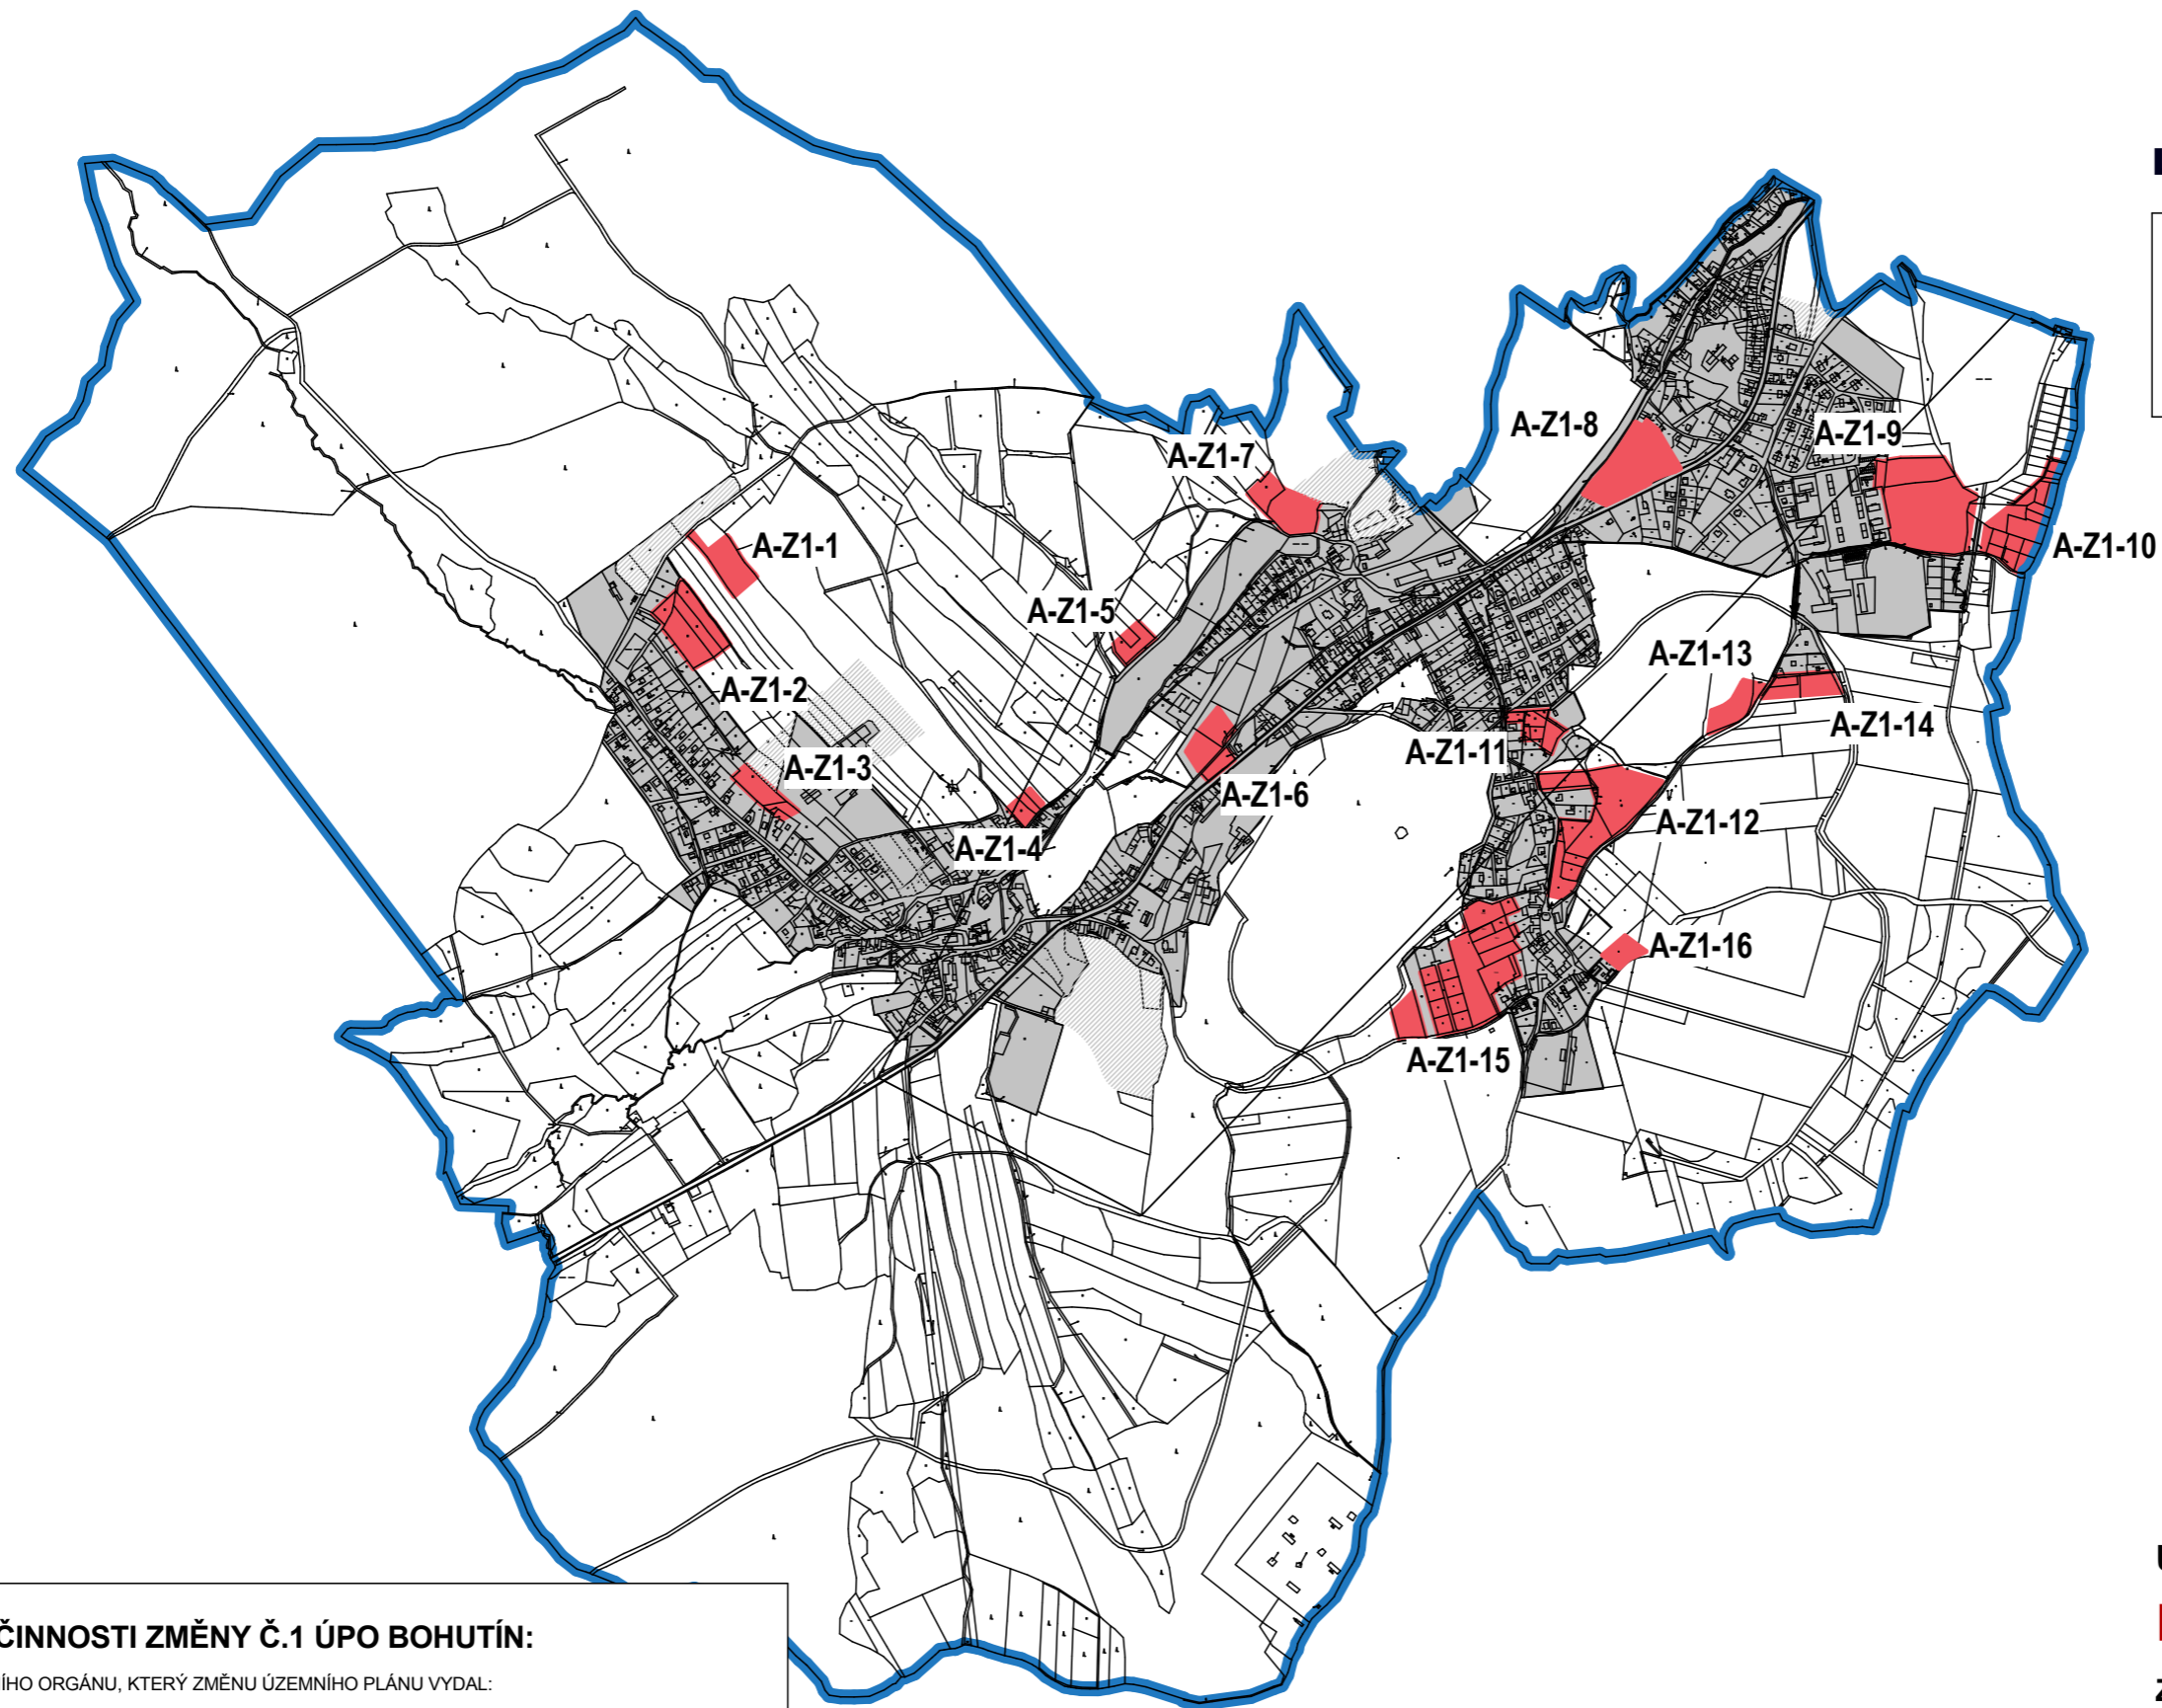 A-Z1-8
A-Z1-9
A-Z1-7
A-Z1-1
A-Z1-10
A-Z1-5
A-Z1-13
A-Z1-2
A-Z1-14
A-Z1-11
A-Z1-3
A-Z1-6
A-Z1-12
A-Z1-4
A-Z1-16
A-Z1-15
ČINNOSTI ZMĚNY Č.1 ÚPO BOHUTÍN:
ÍHO ORGÁNU, KTERÝ ZMĚNU ÚZEMNÍHO PLÁNU VYDAL: